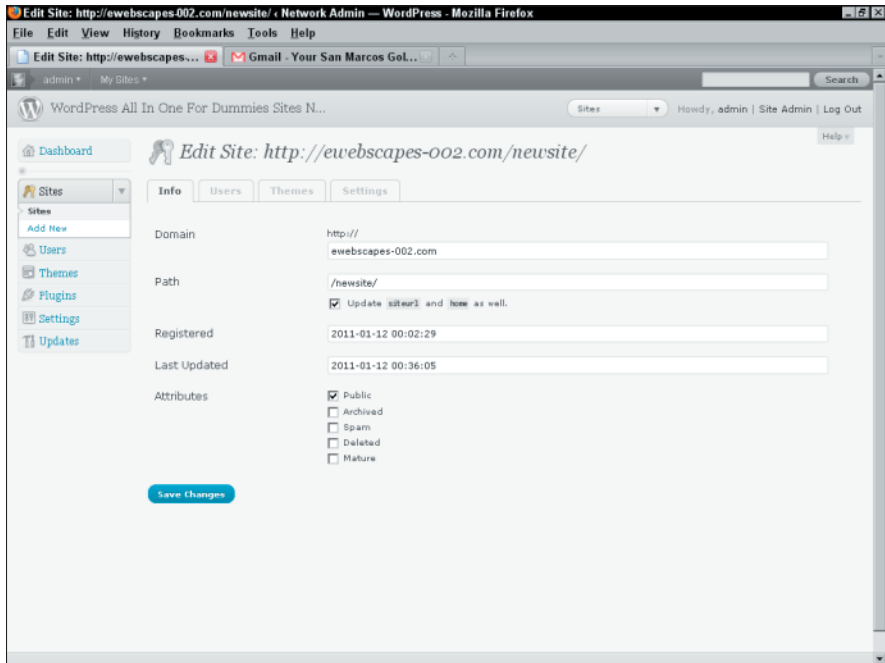 Edit Site: http://ewebscapes-002.com/newsite/ ‹ Network Admin — WordPress - Mozilla Firefox
File Edit View History Bookmarks Tools Help
Edit Site: http://ewebscapes-... Gmail - Your San Marcos Gol...
admin My Sites Search
WordPress All In One For Dummies Sites N... Sites Howdy, admin | Site Admin | Log Out
Help
Dashboard
Edit Site: http://ewebscapes-002.com/newsite/
Sites
Sites
Add New
Users
Themes
Plugins
Settings
Updates
Info Users Themes Settings
Domain http://
ewebscapes-002.com
Path /newsite/
Update siteurl and home as well.
Registered 2011-01-12 00:02:29
Last Updated 2011-01-12 00:36:05
Attributes Public
Archived
Spam
Deleted
Mature
Save Changes